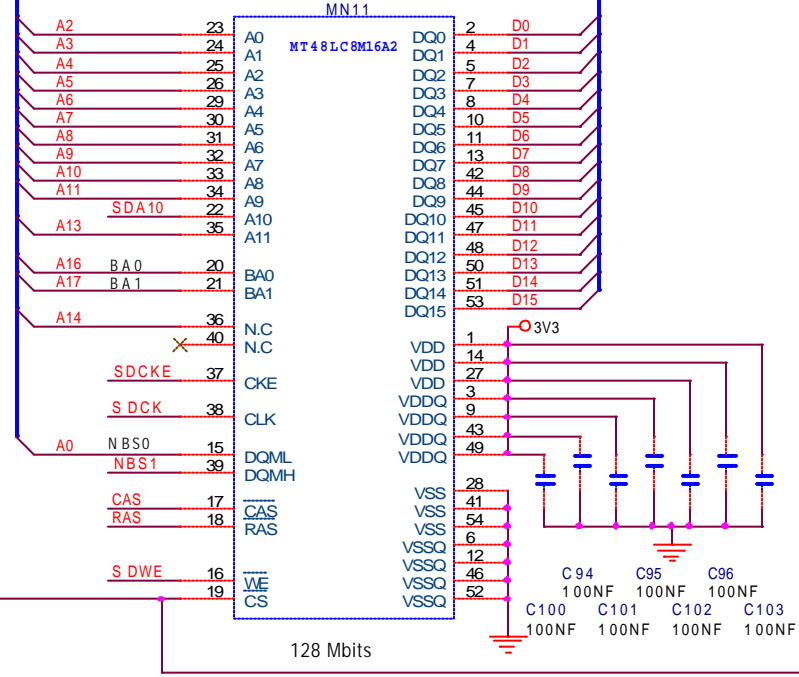 MN11
MT48LC8M16A2
A2 23 A0 DQ0 2 D0
A3 24 A1 DQ1 4 D1
A4 25 A2 DQ2 5 D2
A5 26 A3 DQ3 7 D3
A6 29 A4 DQ4 8 D4
A7 30 A5 DQ5 10 D5
A8 31 A6 DQ6 11 D6
A9 32 A7 DQ7 13 D7
A10 33 A8 DQ8 42 D8
A11 34 A9 DQ9 44 D9
SDA10 22 A10 DQ10 45 D10
A13 35 A11 DQ11 47 D11
DQ12 48 D12
A16 BA0 20 BA0 DQ13 50 D13
A17 BA1 21 BA1 DQ14 51 D14
DQ15 53 D15
A14 36 N.C 3V3
40 N.C VDD 1
VDD 14
SDCKE 37 CKE VDD 27
VDDQ 3
SDCK 38 CLK VDDQ 9
VDDQ 43
A0 NBS0 15 DQML VDDQ 49
NBS1 39 DQMH
VSS 28
CAS 17 CAS VSS 41
RAS 18 RAS VSS 54
VSSQ 6
VSSQ 12
SDWE 16 WE VSSQ 46
19 CS VSSQ 52
C94 C95 C96
100NF 100NF 100NF
C100 C101 C102 C103
100NF 100NF 100NF 100NF
128 Mbits